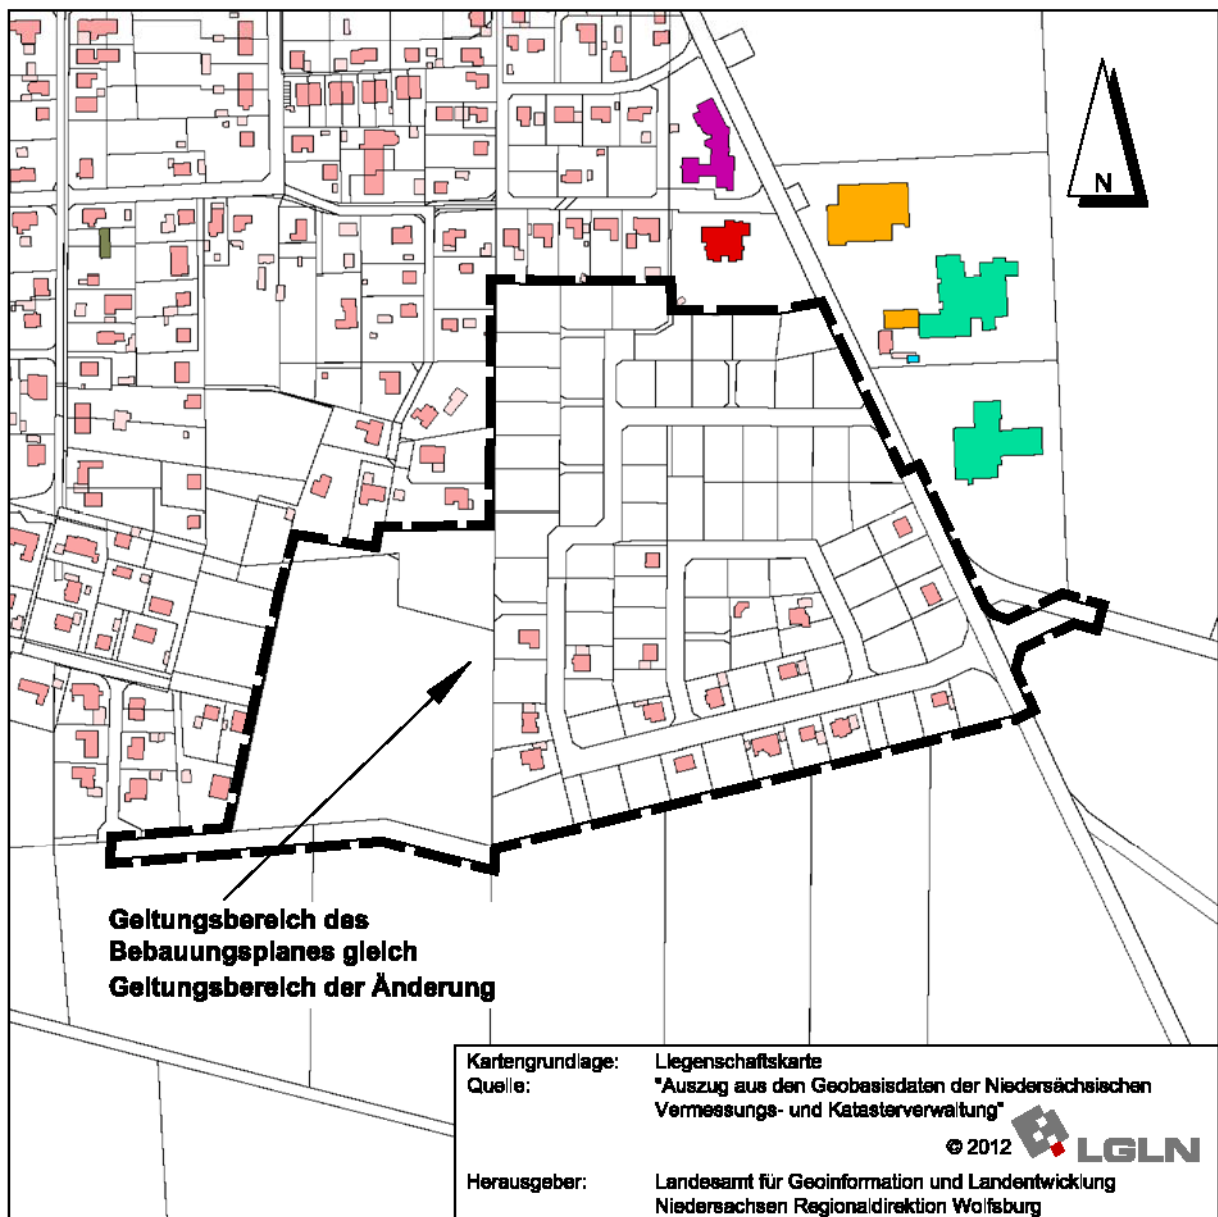 N
Geltungsbereich des
Bebauungsplanes gleich
Geltungsbereich der Änderung
Kartengrundlage: Liegenschaftskarte
Quelle: "Auszug aus den Geobasisdaten der Niedersächsischen
Vermessungs- und Katasterverwaltung"
© 2012 LGLN
Herausgeber: Landesamt für Geoinformation und Landentwicklung
Niedersachsen Regionaldirektion Wolfsburg